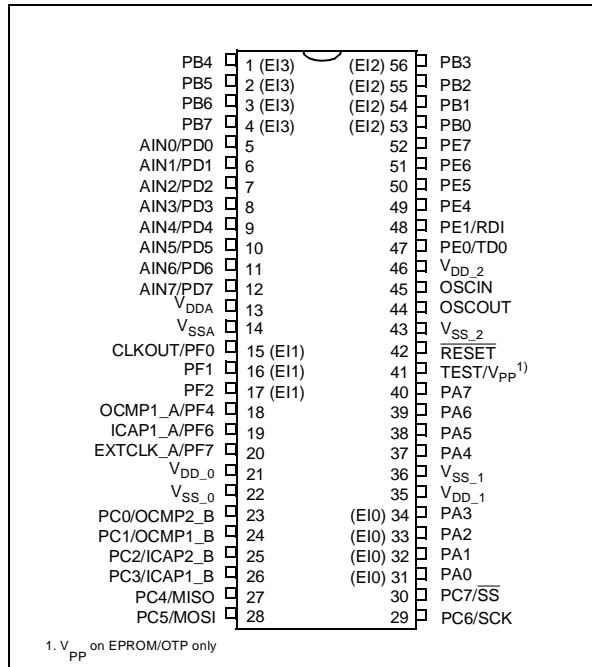 PB4 1 (EI3) (EI2) 56 PB3
PB5 2 (EI3) (EI2) 55 PB2
PB6 3 (EI3) (EI2) 54 PB1
PB7 4 (EI3) (EI2) 53 PB0
AIN0/PD0 5 52 PE7
AIN1/PD1 6 51 PE6
AIN2/PD2 7 50 PE5
AIN3/PD3 8 49 PE4
AIN4/PD4 9 48 PE1/RDI
AIN5/PD5 10 47 PE0/TD0
AIN6/PD6 11 46 VDD_2
AIN7/PD7 12 45 OSCIN
VDDA 13 44 OSCOUT
VSSA 14 43 VSS_2
CLKOUT/PF0 15 (EI1) 42 RESET
PF1 16 (EI1) 41 TEST/VPP1)
PF2 17 (EI1) 40 PA7
OCMP1_A/PF4 18 39 PA6
ICAP1_A/PF6 19 38 PA5
EXTCLK_A/PF7 20 37 PA4
VDD_0 21 36 VSS_1
VSS_0 22 35 VDD_1
PC0/OCMP2_B 23 (EI0) 34 PA3
PC1/OCMP1_B 24 (EI0) 33 PA2
PC2/ICAP2_B 25 (EI0) 32 PA1
PC3/ICAP1_B 26 (EI0) 31 PA0
PC4/MISO 27 30 PC7/SS
PC5/MOSI 28 29 PC6/SCK
1. VPP on EPROM/OTP only